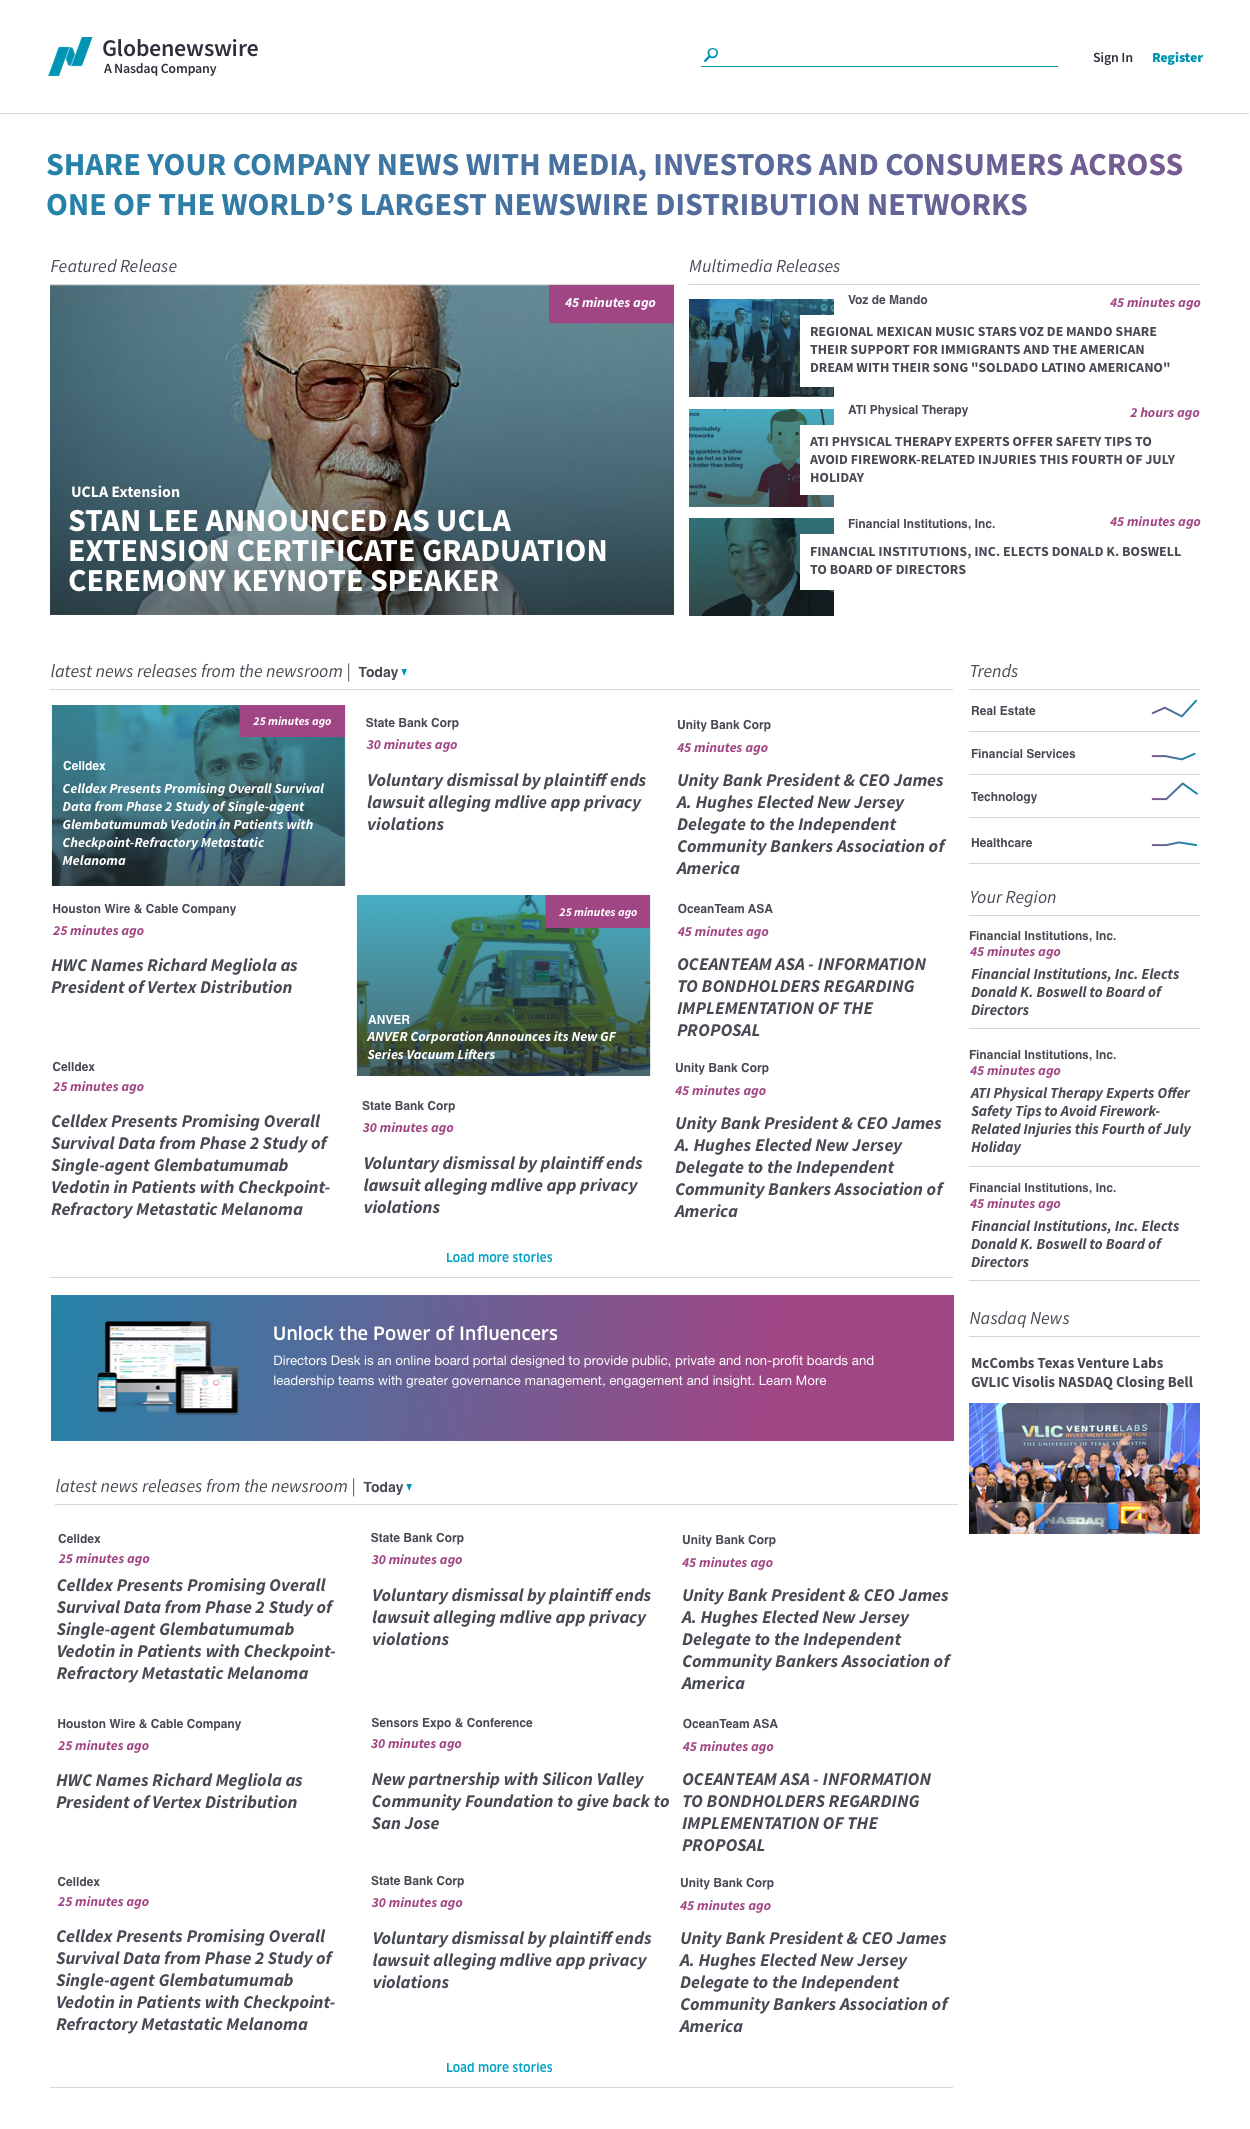 Globenewswire
A Nasdaq Company
Sign In
Register
SHARE YOUR COMPANY NEWS WITH MEDIA, INVESTORS AND CONSUMERS ACROSS
ONE OF THE WORLD’S LARGEST NEWSWIRE DISTRIBUTION NETWORKS
Featured Release
45 minutes ago
UCLA Extension
STAN LEE ANNOUNCED AS UCLA
EXTENSION CERTIFICATE GRADUATION
CEREMONY KEYNOTE SPEAKER
Multimedia Releases
Voz de Mando
45 minutes ago
REGIONAL MEXICAN MUSIC STARS VOZ DE MANDO SHARE
THEIR SUPPORT FOR IMMIGRANTS AND THE AMERICAN
DREAM WITH THEIR SONG "SOLDADO LATINO AMERICANO"
ATI Physical Therapy
2 hours ago
ATI PHYSICAL THERAPY EXPERTS OFFER SAFETY TIPS TO
AVOID FIREWORK-RELATED INJURIES THIS FOURTH OF JULY
HOLIDAY
Financial Institutions, Inc.
45 minutes ago
FINANCIAL INSTITUTIONS, INC. ELECTS DONALD K. BOSWELL
TO BOARD OF DIRECTORS
latest news releases from the newsroom | Today ▾
25 minutes ago
Celldex
Celldex Presents Promising Overall Survival
Data from Phase 2 Study of Single-agent
Glembatumumab Vedotin in Patients with
Checkpoint-Refractory Metastatic
Melanoma
State Bank Corp
30 minutes ago
Voluntary dismissal by plaintiff ends
lawsuit alleging mdlive app privacy
violations
Unity Bank Corp
45 minutes ago
Unity Bank President & CEO James
A. Hughes Elected New Jersey
Delegate to the Independent
Community Bankers Association of
America
Houston Wire & Cable Company
25 minutes ago
HWC Names Richard Megliola as
President of Vertex Distribution
25 minutes ago
ANVER
ANVER Corporation Announces its New GF
Series Vacuum Lifters
OceanTeam ASA
45 minutes ago
OCEANTEAM ASA - INFORMATION
TO BONDHOLDERS REGARDING
IMPLEMENTATION OF THE
PROPOSAL
Celldex
25 minutes ago
Celldex Presents Promising Overall
Survival Data from Phase 2 Study of
Single-agent Glembatumumab
Vedotin in Patients with Checkpoint-
Refractory Metastatic Melanoma
State Bank Corp
30 minutes ago
Voluntary dismissal by plaintiff ends
lawsuit alleging mdlive app privacy
violations
Unity Bank Corp
45 minutes ago
Unity Bank President & CEO James
A. Hughes Elected New Jersey
Delegate to the Independent
Community Bankers Association of
America
Load more stories
Trends
Real Estate
Financial Services
Technology
Healthcare
Your Region
Financial Institutions, Inc.
45 minutes ago
Financial Institutions, Inc. Elects
Donald K. Boswell to Board of
Directors
Financial Institutions, Inc.
45 minutes ago
ATI Physical Therapy Experts Offer
Safety Tips to Avoid Firework-
Related Injuries this Fourth of July
Holiday
Financial Institutions, Inc.
45 minutes ago
Financial Institutions, Inc. Elects
Donald K. Boswell to Board of
Directors
Nasdaq News
McCombs Texas Venture Labs
GVLIC Visolis NASDAQ Closing Bell
VLIC VENTURE LABS
INVESTMENT COMPETITION
THE UNIVERSITY OF TEXAS AUSTIN
NASDAQ
Unlock the Power of Influencers
Directors Desk is an online board portal designed to provide public, private and non-profit boards and
leadership teams with greater governance management, engagement and insight. Learn More
latest news releases from the newsroom | Today ▾
Celldex
25 minutes ago
Celldex Presents Promising Overall
Survival Data from Phase 2 Study of
Single-agent Glembatumumab
Vedotin in Patients with Checkpoint-
Refractory Metastatic Melanoma
State Bank Corp
30 minutes ago
Voluntary dismissal by plaintiff ends
lawsuit alleging mdlive app privacy
violations
Unity Bank Corp
45 minutes ago
Unity Bank President & CEO James
A. Hughes Elected New Jersey
Delegate to the Independent
Community Bankers Association of
America
Houston Wire & Cable Company
25 minutes ago
HWC Names Richard Megliola as
President of Vertex Distribution
Sensors Expo & Conference
30 minutes ago
New partnership with Silicon Valley
Community Foundation to give back to
San Jose
OceanTeam ASA
45 minutes ago
OCEANTEAM ASA - INFORMATION
TO BONDHOLDERS REGARDING
IMPLEMENTATION OF THE
PROPOSAL
Celldex
25 minutes ago
Celldex Presents Promising Overall
Survival Data from Phase 2 Study of
Single-agent Glembatumumab
Vedotin in Patients with Checkpoint-
Refractory Metastatic Melanoma
State Bank Corp
30 minutes ago
Voluntary dismissal by plaintiff ends
lawsuit alleging mdlive app privacy
violations
Unity Bank Corp
45 minutes ago
Unity Bank President & CEO James
A. Hughes Elected New Jersey
Delegate to the Independent
Community Bankers Association of
America
Load more stories